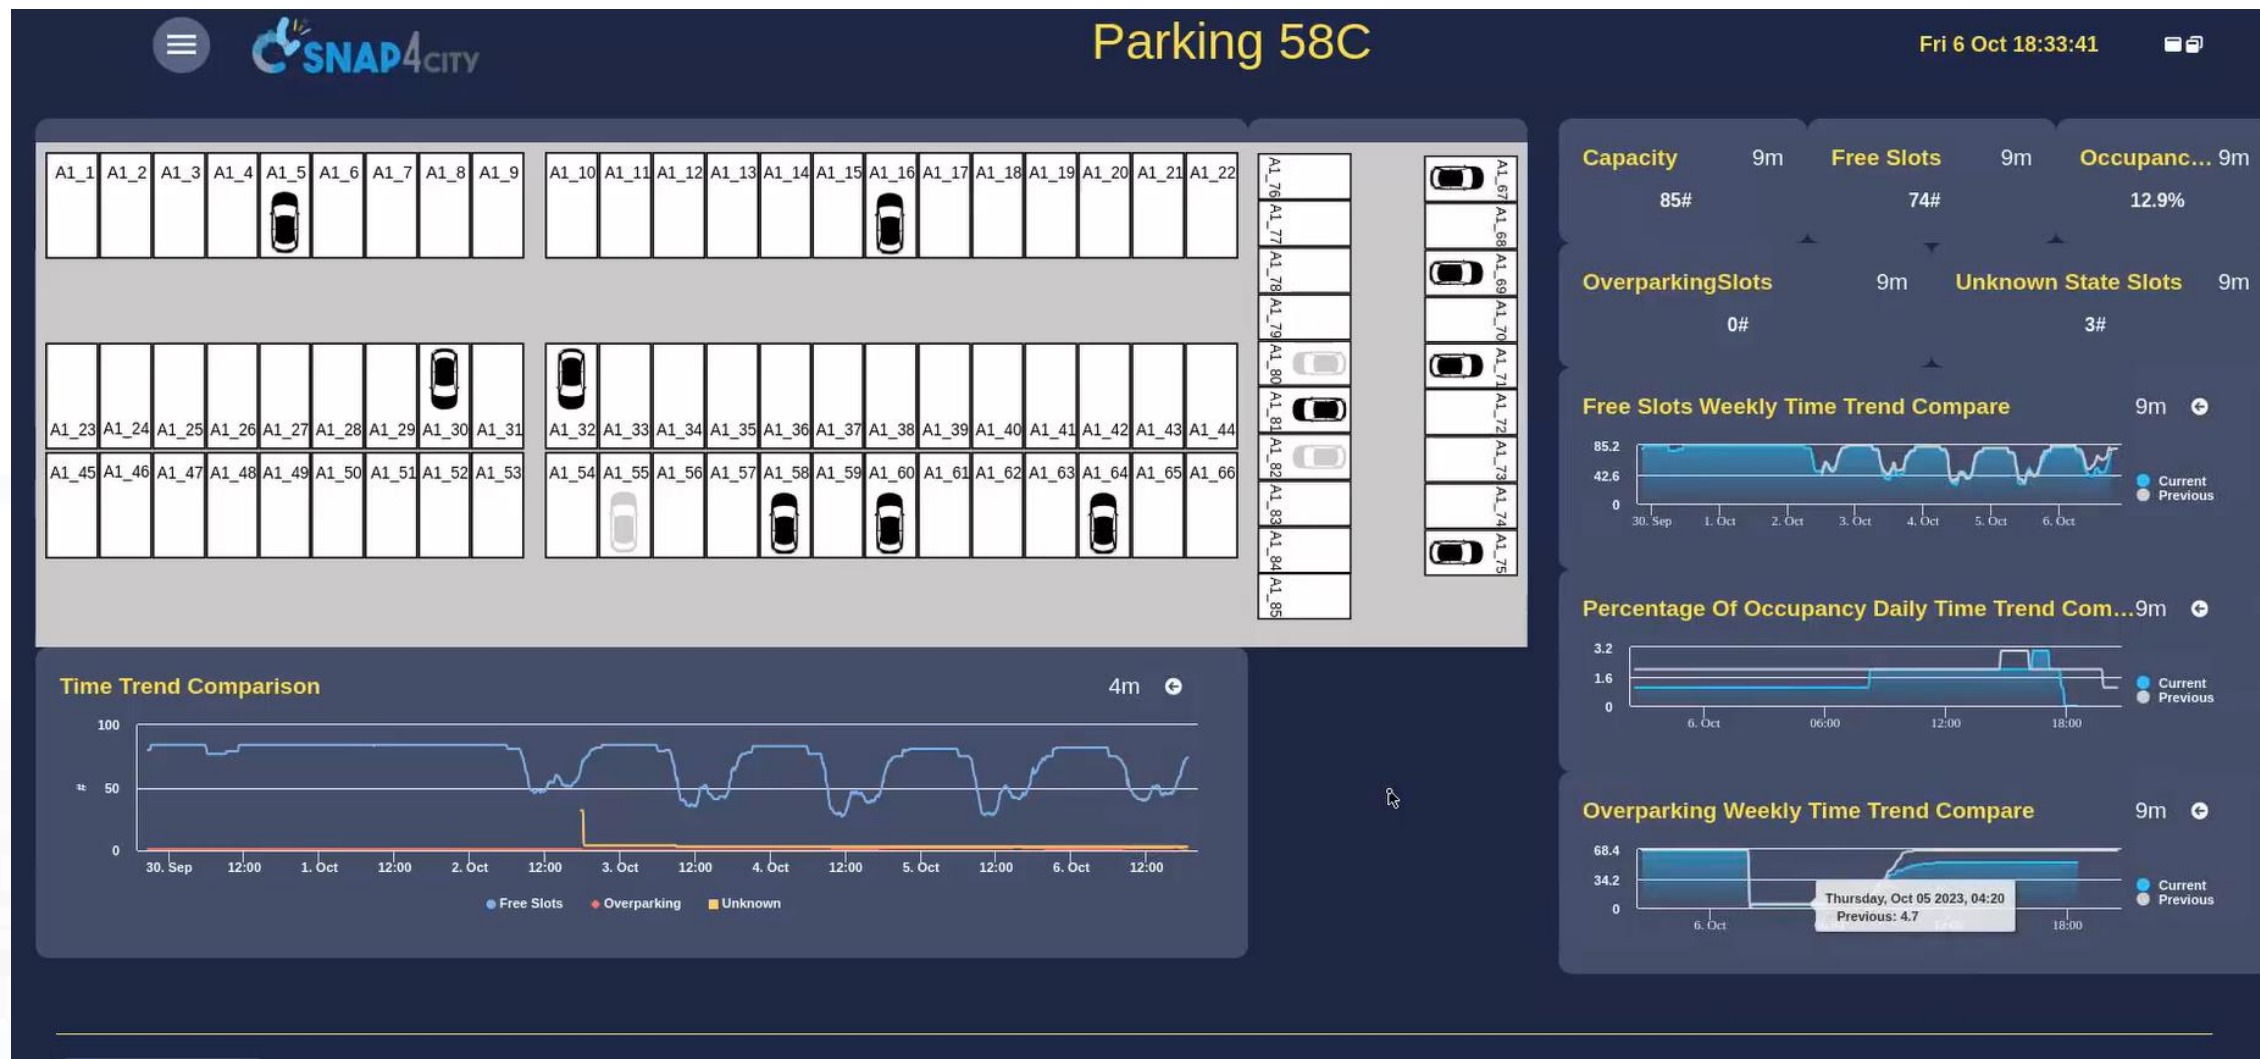 SNAP4CITY
Parking 58C
Fri 6 Oct 18:33:41
A1_1 A1_2 A1_3 A1_4 A1_5 A1_6 A1_7 A1_8 A1_9 A1_10 A1_11 A1_12 A1_13 A1_14 A1_15 A1_16 A1_17 A1_18 A1_19 A1_20 A1_21 A1_22
A1_23 A1_24 A1_25 A1_26 A1_27 A1_28 A1_29 A1_30 A1_31 A1_32 A1_33 A1_34 A1_35 A1_36 A1_37 A1_38 A1_39 A1_40 A1_41 A1_42 A1_43 A1_44
A1_45 A1_46 A1_47 A1_48 A1_49 A1_50 A1_51 A1_52 A1_53 A1_54 A1_55 A1_56 A1_57 A1_58 A1_59 A1_60 A1_61 A1_62 A1_63 A1_64 A1_65 A1_66
A1_76
A1_77
A1_78
A1_79
A1_80
A1_81
A1_82
A1_83
A1_84
A1_85
A1_67
A1_68
A1_69
A1_70
A1_71
A1_72
A1_73
A1_74
A1_75
Capacity 9m
85#
Free Slots 9m
74#
Occupanc... 9m
12.9%
OverparkingSlots 9m
0#
Unknown State Slots 9m
3#
Free Slots Weekly Time Trend Compare 9m
85.2
42.6
0
30. Sep 1. Oct 2. Oct 3. Oct 4. Oct 5. Oct 6. Oct
Current
Previous
Percentage Of Occupancy Daily Time Trend Com... 9m
3.2
1.6
0
6. Oct 06:00 12:00 18:00
Current
Previous
Overparking Weekly Time Trend Compare 9m
68.4
34.2
0
Thursday, Oct 05 2023, 04:20
Previous: 4.7
6. Oct 18:00
Current
Previous
Time Trend Comparison 4m
100
50
0
#
30. Sep 12:00 1. Oct 12:00 2. Oct 12:00 3. Oct 12:00 4. Oct 12:00 5. Oct 12:00 6. Oct 12:00
Free Slots Overparking Unknown